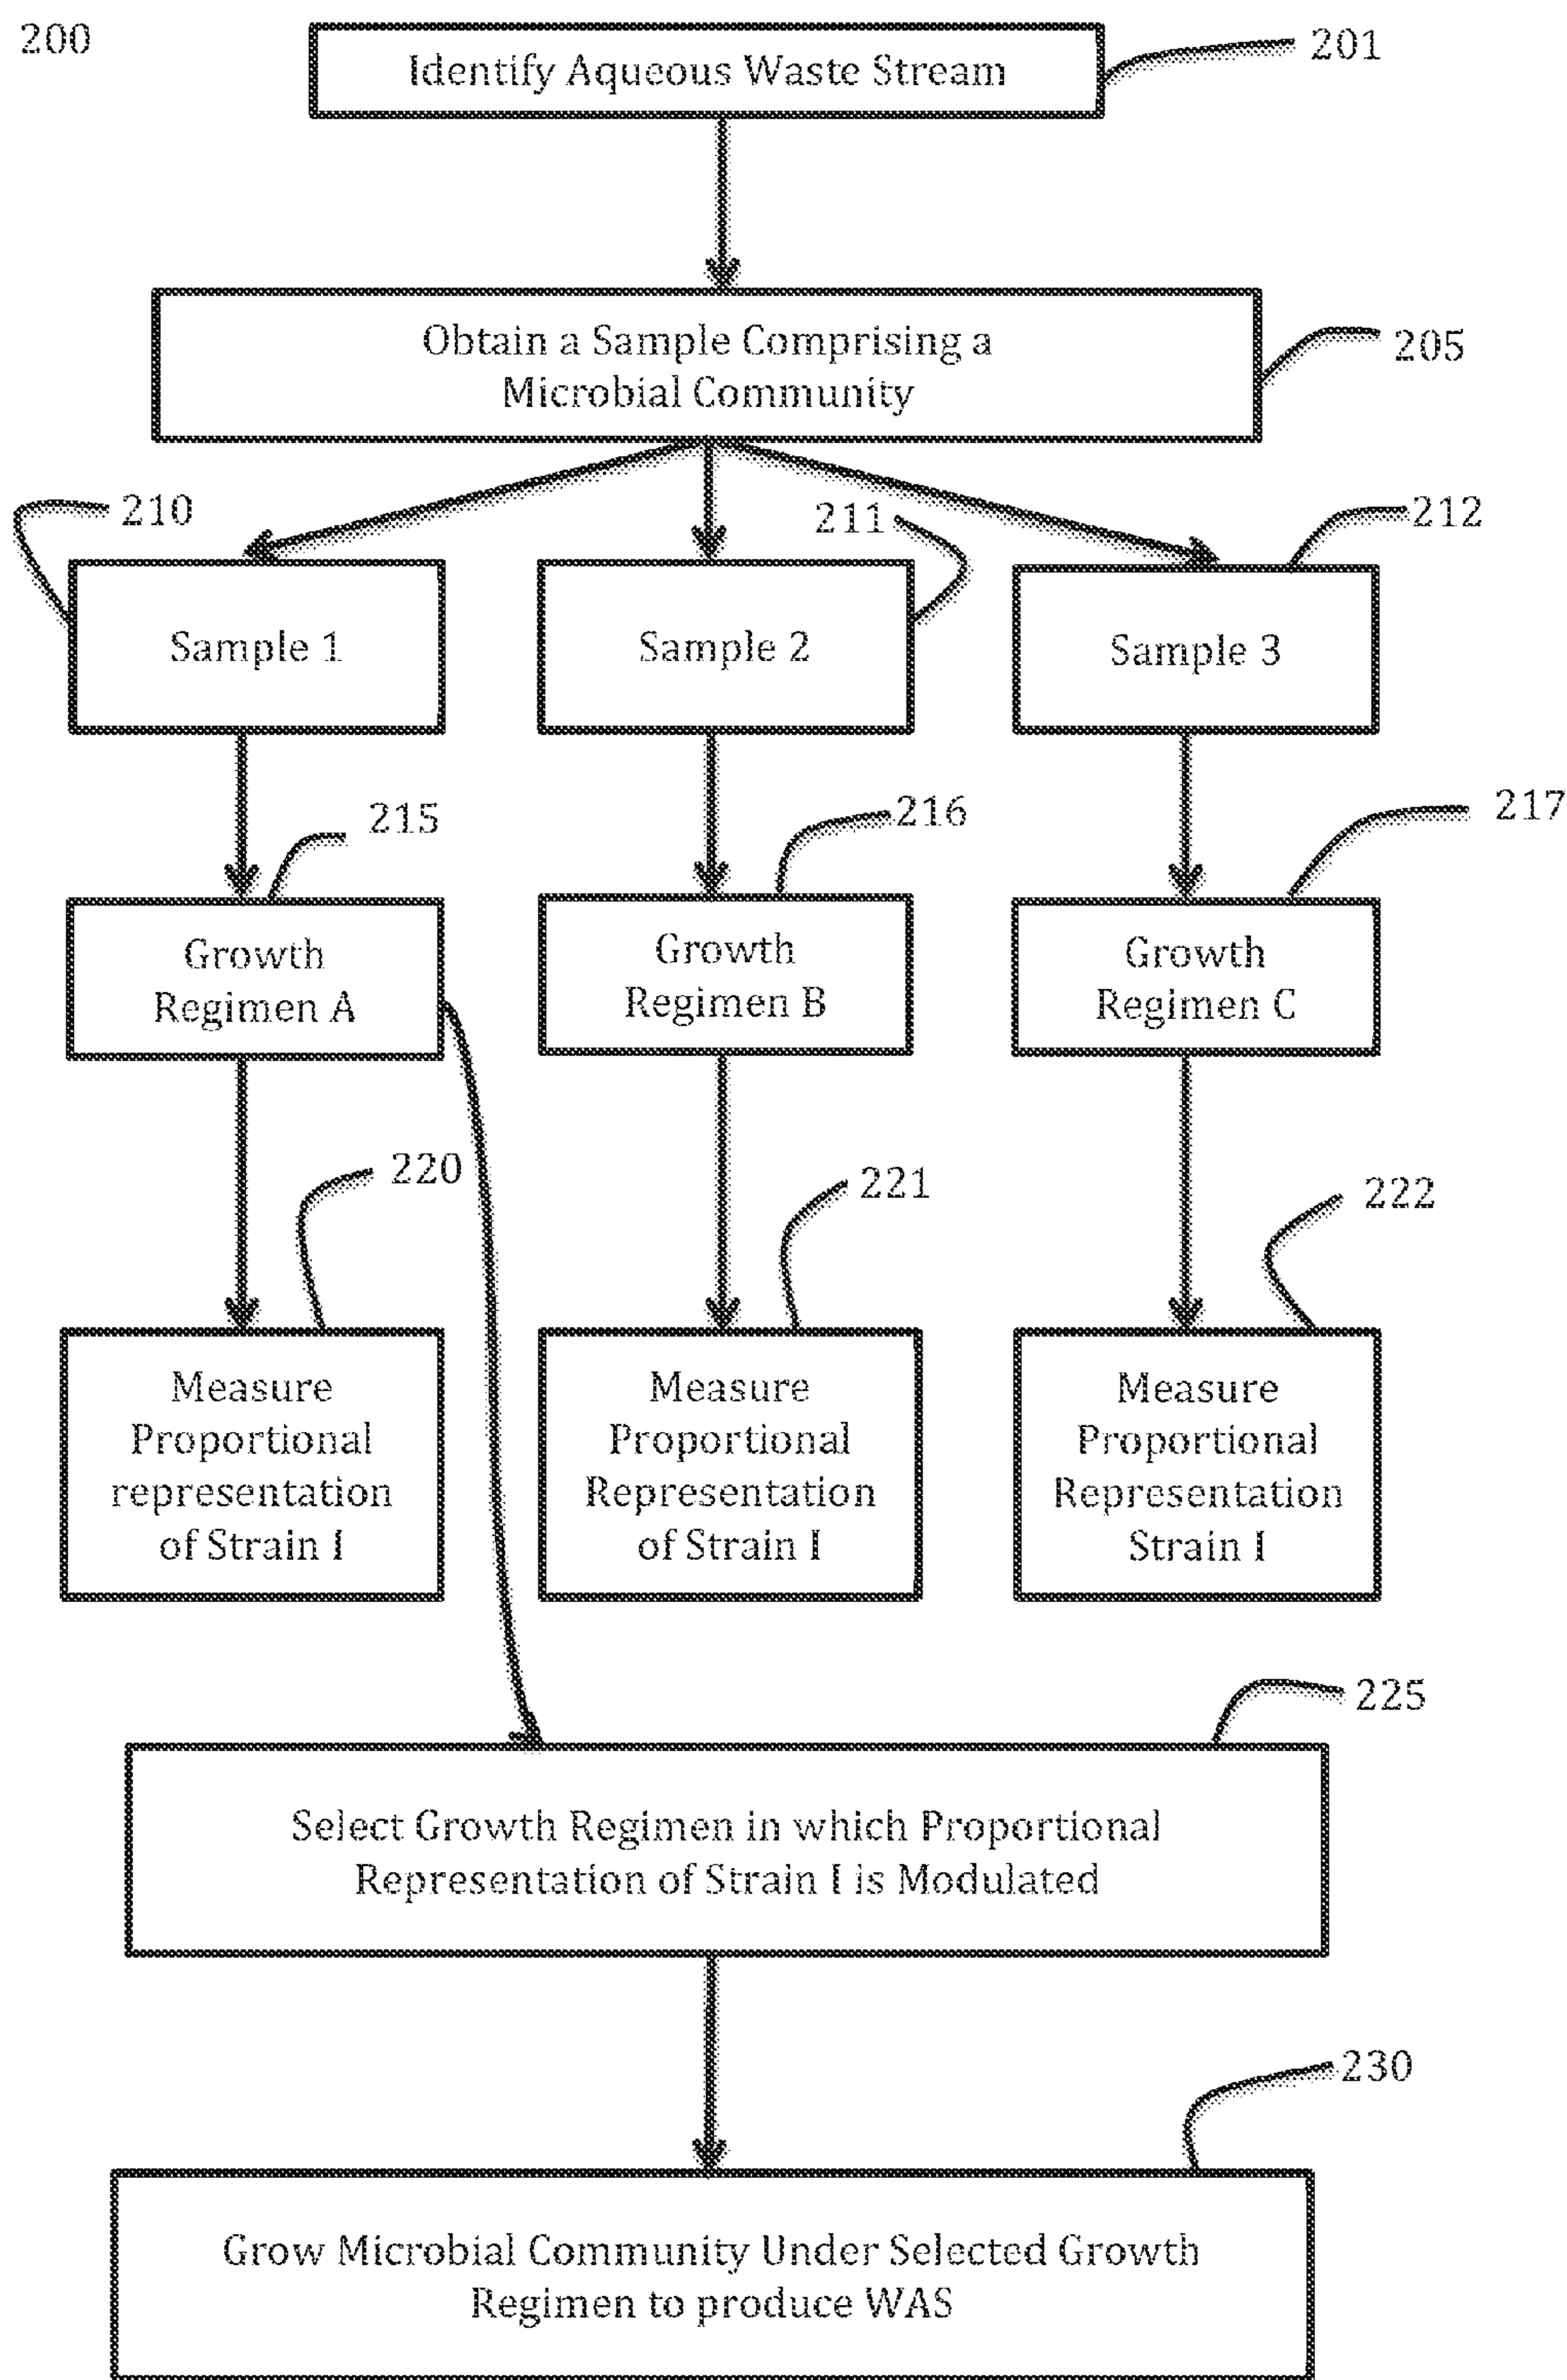 200
Identify Aqueous Waste Stream
201
Obtain a Sample Comprising a
Microbial Community
205
210
211
212
Sample 1
Sample 2
Sample 3
215
216
217
Growth
Regimen A
Growth
Regimen B
Growth
Regimen C
220
221
222
Measure
Proportional
representation
of Strain I
Measure
Proportional
Representation
of Strain I
Measure
Proportional
Representation
Strain I
225
Select Growth Regimen in which Proportional
Representation of Strain I is Modulated
230
Grow Microbial Community Under Selected Growth
Regimen to produce WAS